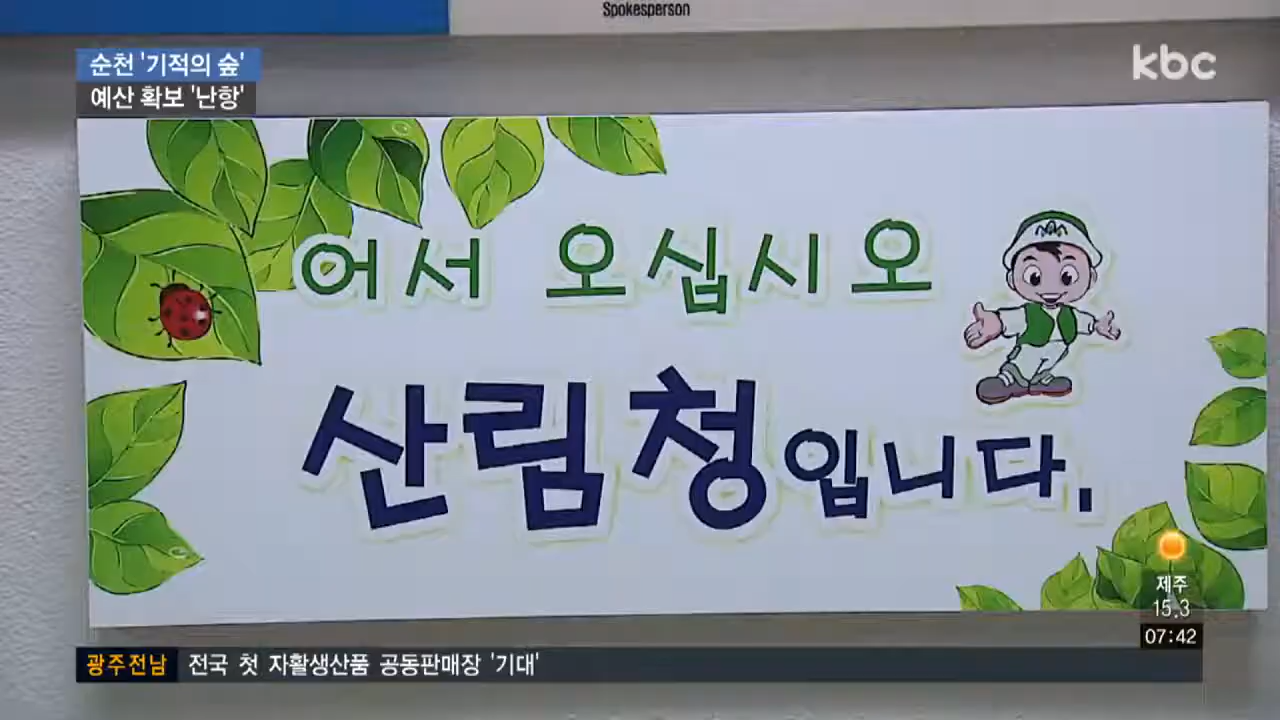 Spokesperson
순천 '기적의 숲'
예산 확보 '난항'
kbc
어서 오십시오
산림청입니다.
제주
15.3
07:42
광주전남 전국 첫 자활생산품 공동판매장 '기대'